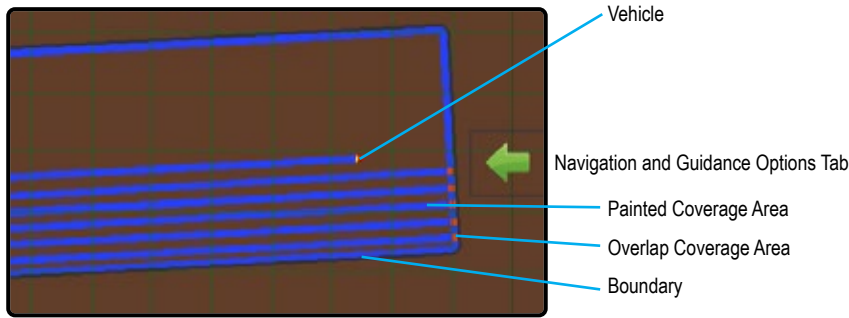 Vehicle
Navigation and Guidance Options Tab
Painted Coverage Area
Overlap Coverage Area
Boundary